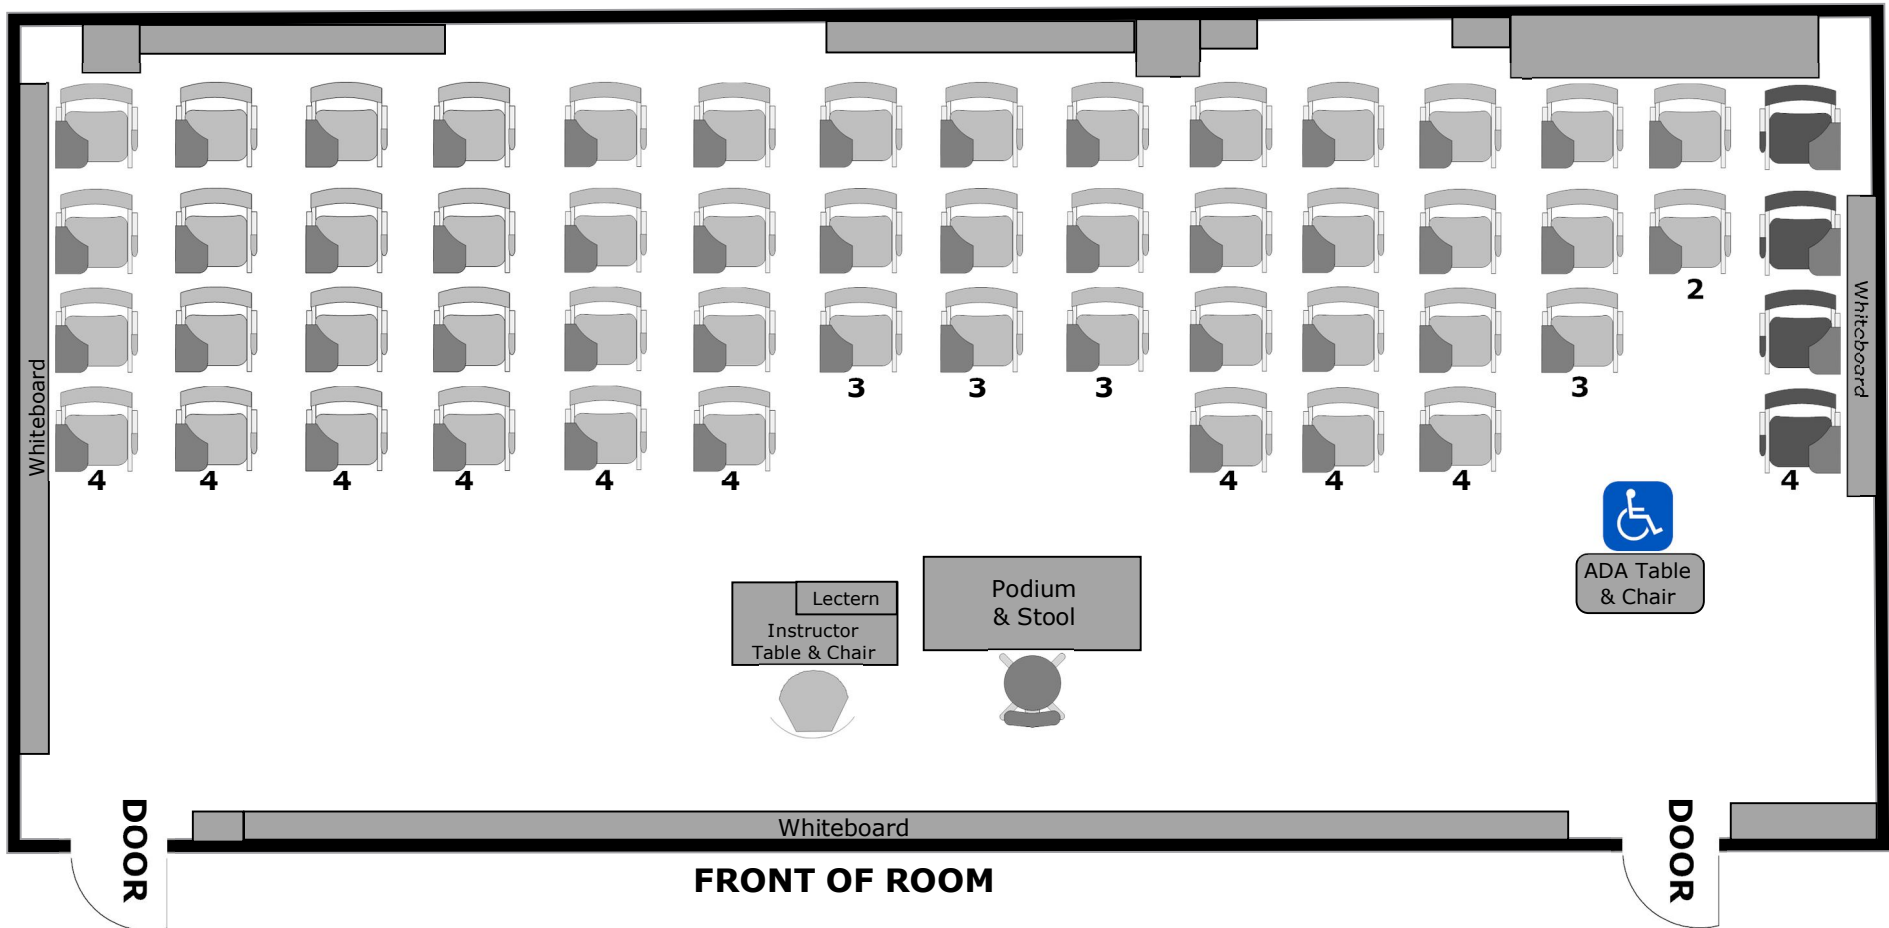 2
Whiteboard
Whiteboard
3
3
3
3
4
4
4
4
4
4
4
4
4
4
Lectern
Instructor
Table & Chair
Podium
& Stool
ADA Table
& Chair
DOOR
Whiteboard
DOOR
FRONT OF ROOM